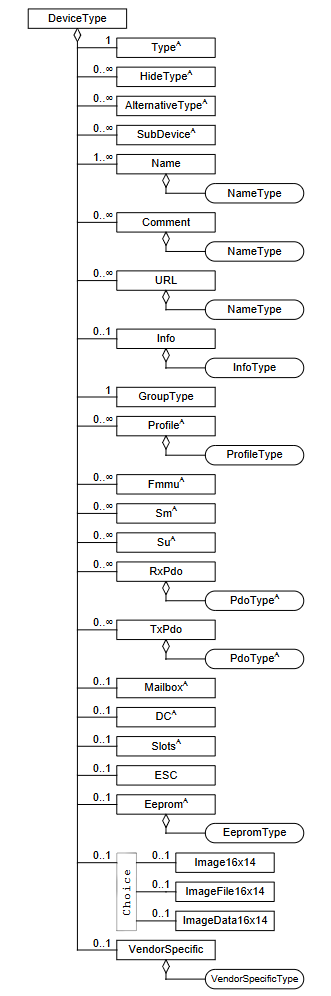 DeviceType
1 Type^A
0..∞ HideType^A
0..∞ AlternativeType^A
0..∞ SubDevice^A
1..∞ Name
NameType
0..∞ Comment
NameType
0..∞ URL
NameType
0..1 Info
InfoType
1 GroupType
0..∞ Profile^A
ProfileType
0..∞ Fmmu^A
0..∞ Sm^A
0..∞ Su^A
0..∞ RxPdo
PdoType^A
0..∞ TxPdo
PdoType^A
0..1 Mailbox^A
0..1 DC^A
0..1 Slots^A
0..1 ESC
0..1 Eeprom^A
EepromType
0..1 Choice 0..1 Image16x14
0..1 ImageFile16x14
0..1 ImageData16x14
0..1 VendorSpecific
VendorSpecificType